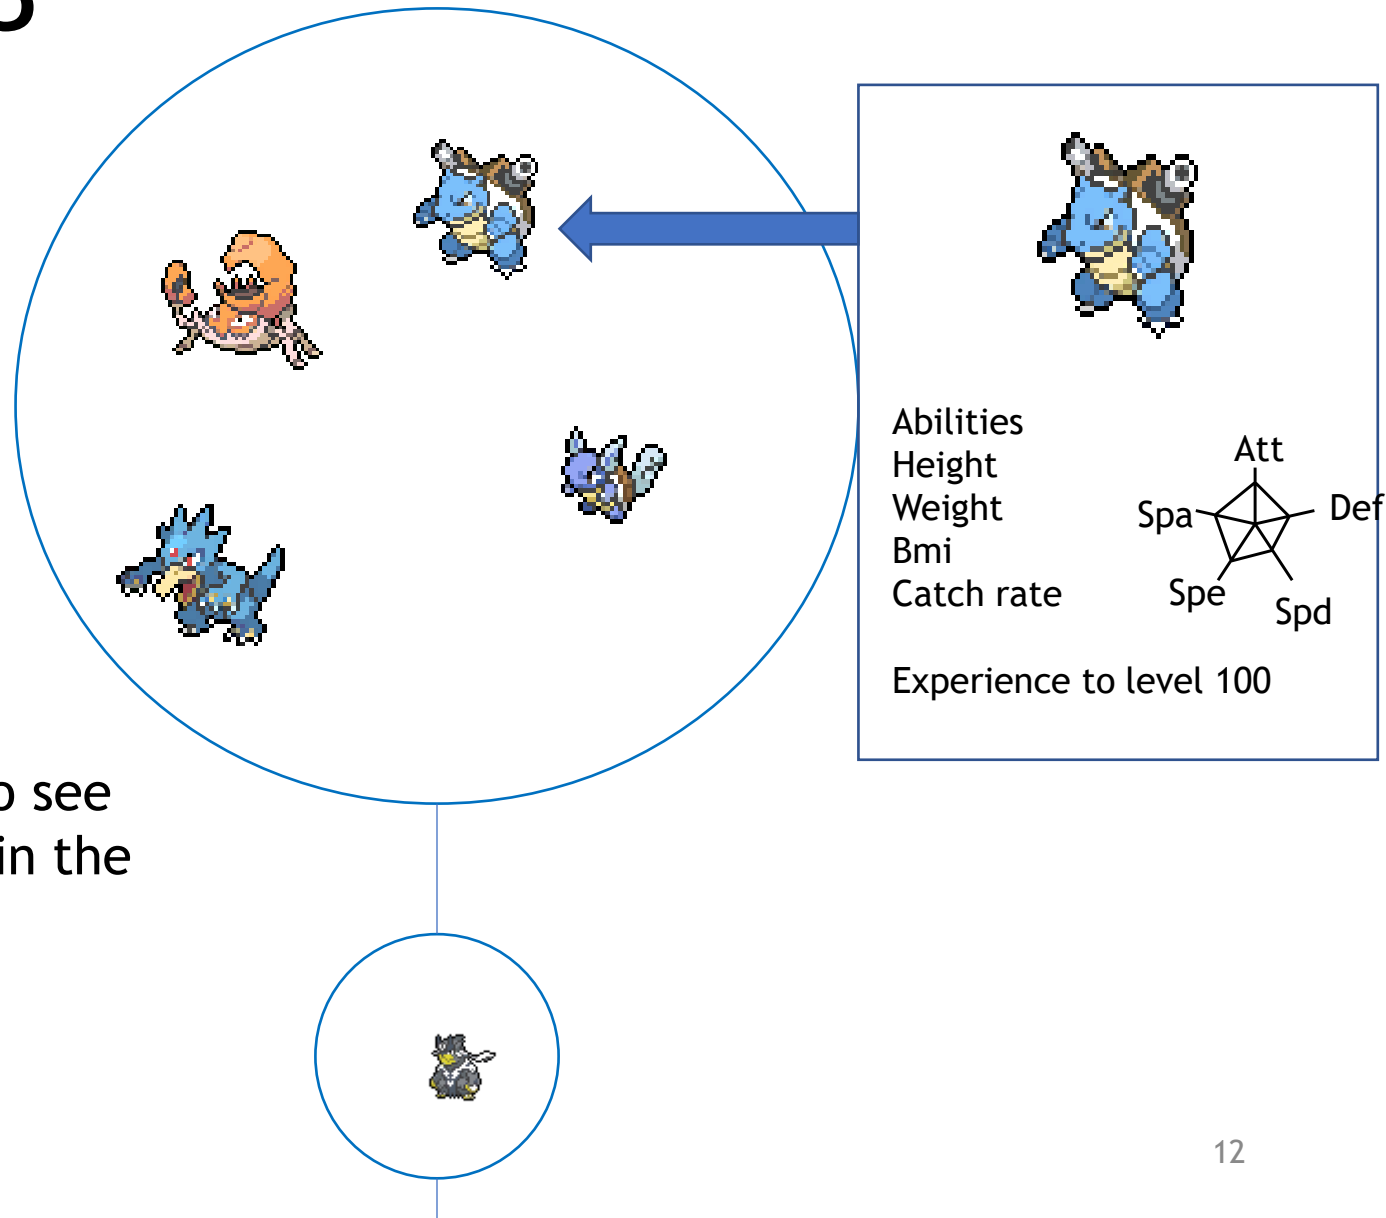 Abilities
Height
Weight
Bmi
Catch rate
Experience to level 100
Att
Spa
Def
Spe
Spd
see
in the
12